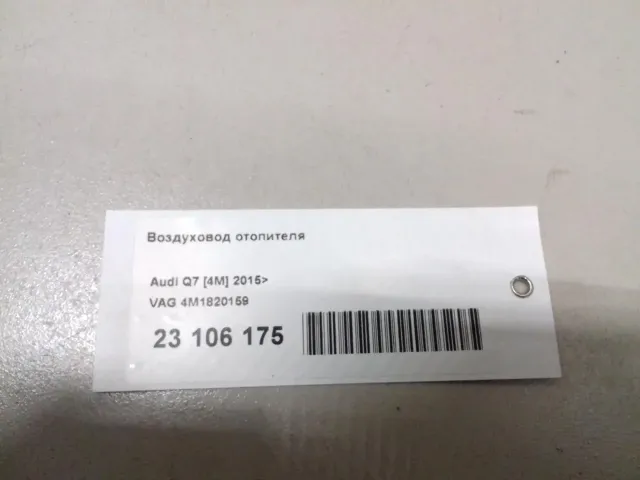 Воздуховод отопителя
Audi Q7 [4M] 2015>
VAG 4M1820159
23 106 175